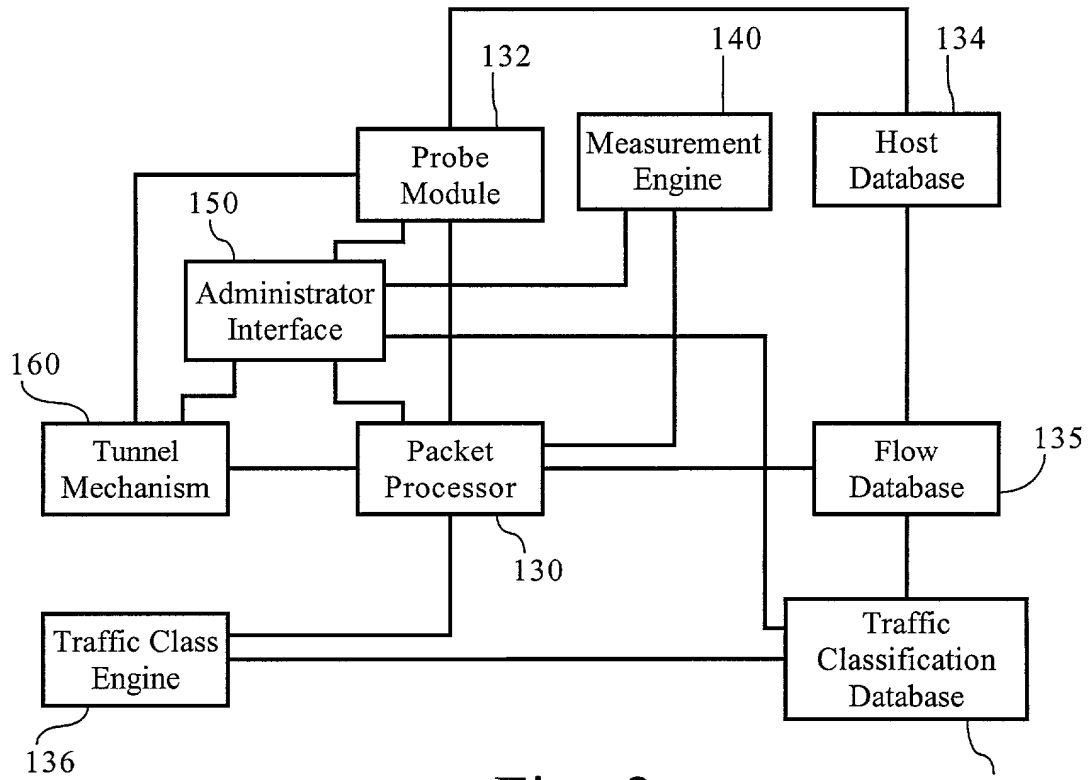 140
134
132
Probe
Module
Measurement
Engine
Host
Database
150
Administrator
Interface
160
Tunnel
Mechanism
Packet
Processor
Flow
Database
135
130
Traffic Class
Engine
Traffic
Classification
Database
136